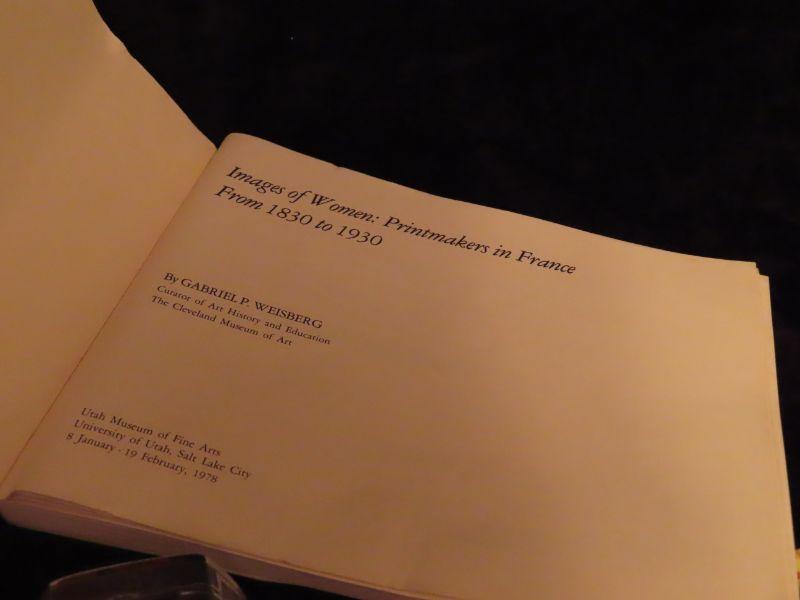 Images of Women: Printmakers in France
From 1830 to 1930
By GABRIEL P. WEISBERG
Curator of Art History and Education
The Cleveland Museum of Art
Utah Museum of Fine Arts
University of Utah, Salt Lake City
8 January - 19 February, 1978